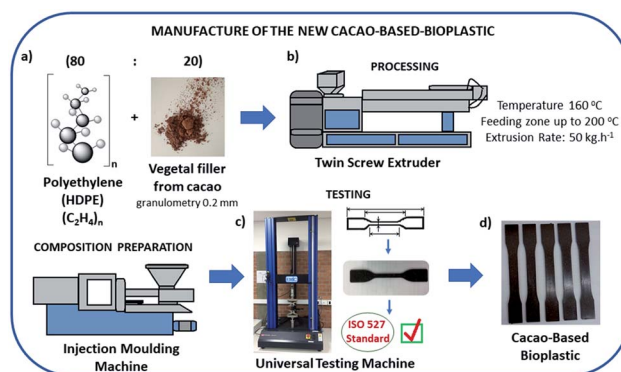 MANUFACTURE OF THE NEW CACAO-BASED-BIOPLASTIC
a)
(80 : 20)
n
+
Polyethylene
(HDPE)
(C₂H₄)ₙ
Vegetal filler
from cacao
granulometry 0.2 mm
b)
PROCESSING
Twin Screw Extruder
Temperature 160 ⁰C
Feeding zone up to 200 ⁰C
Extrusion Rate: 50 kg.h⁻¹
COMPOSITION PREPARATION
Injection Moulding
Machine
c)
TESTING
ISO 527
Standard
Universal Testing Machine
d)
Cacao-Based
Bioplastic